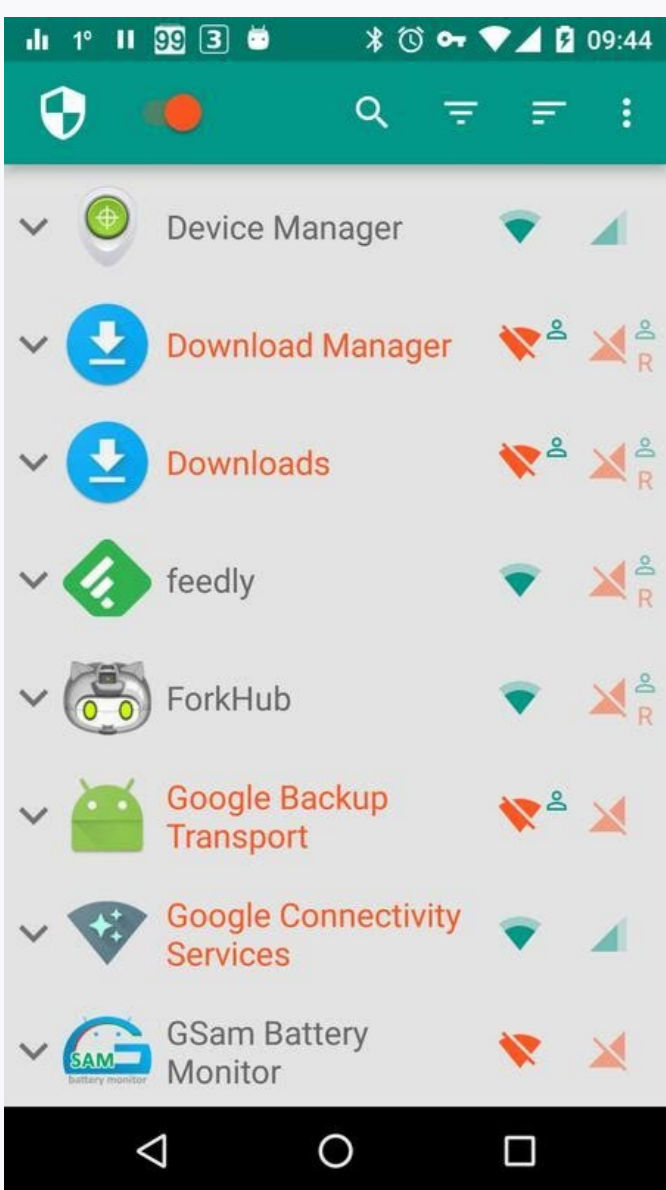 1° 99 3 09:44
Device Manager
Download Manager
R
Downloads
R
feedly
R
ForkHub
R
Google Backup
Transport
Google Connectivity
Services
GSam Battery
Monitor
SAM
battery monitor